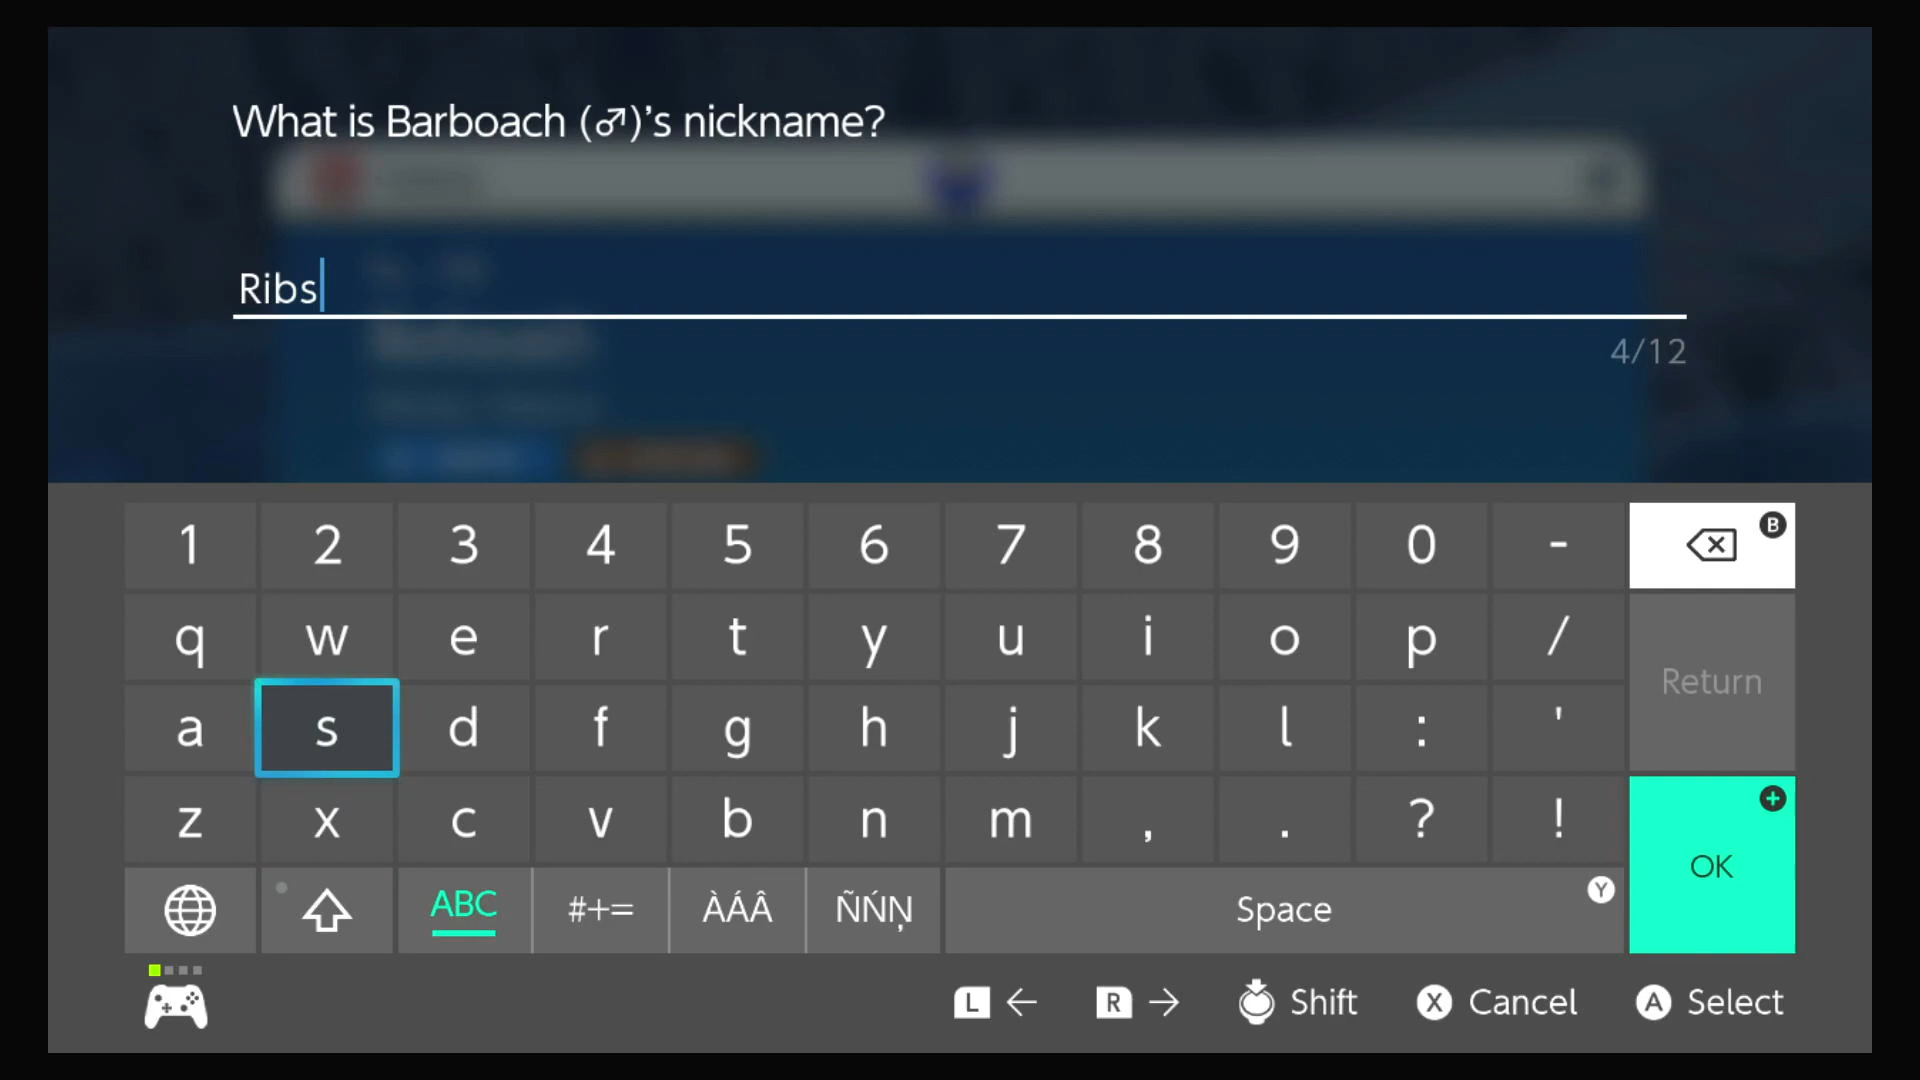 What is Barboach (♂)'s nickname?
Ribs
4/12
1 2 3 4 5 6 7 8 9 0 - B
q w e r t y u i o p / Return
a s d f g h j k l : '
z x c v b n m , . ? ! + OK
ABC #+= ÀÁÂ ÑŃŅ Space Y
L ← R → Shift X Cancel A Select